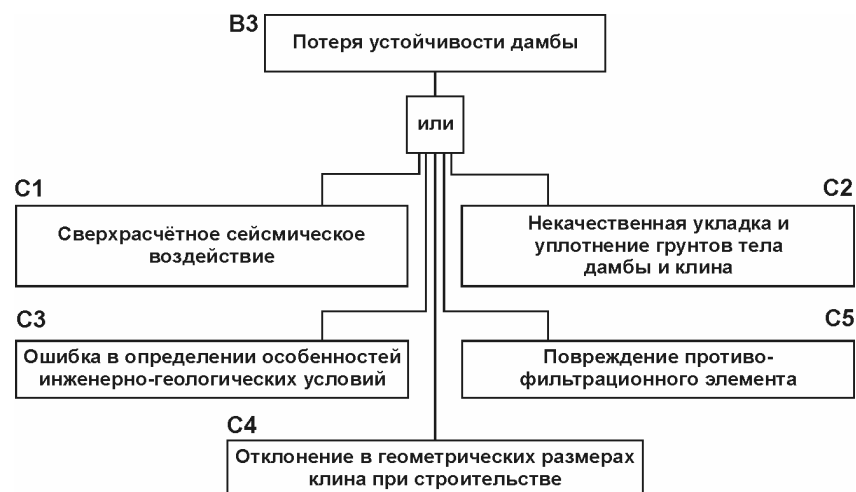 B3
Потеря устойчивости дамбы
или
C1
Сверхрасчётное сейсмическое
воздействие
C2
Некачественная укладка и
уплотнение грунтов тела
дамбы и клина
C3
Ошибка в определении особенностей
инженерно-геологических условий
C5
Повреждение противо-
фильтрационного элемента
C4
Отклонение в геометрических размерах
клина при строительстве